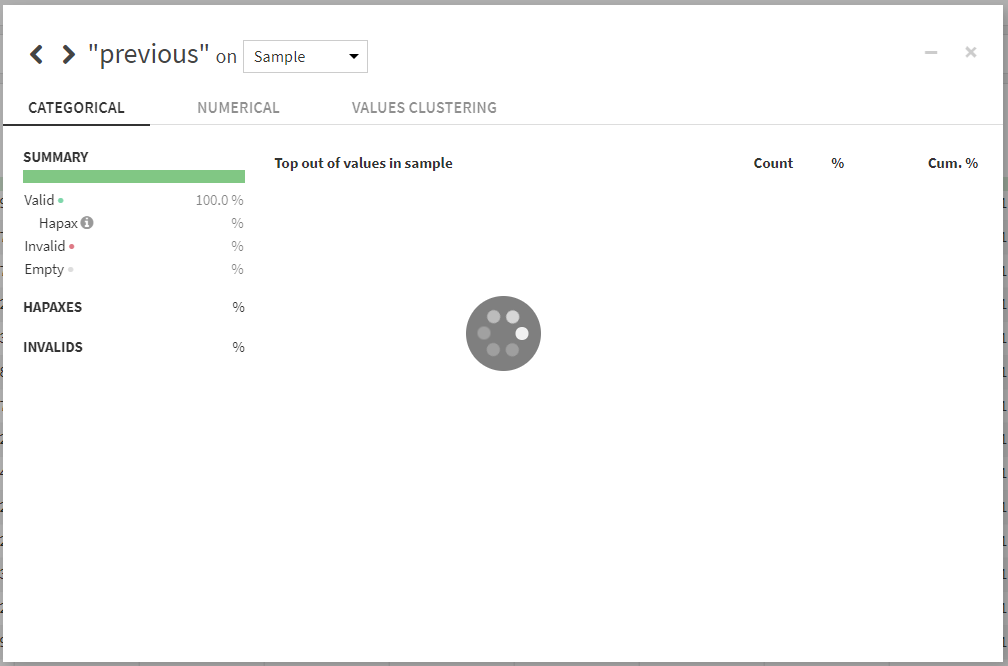 "previous" on Sample
CATEGORICAL NUMERICAL VALUES CLUSTERING
SUMMARY
Valid 100.0 %
Hapax %
Invalid %
Empty %
HAPAXES %
INVALIDS %
Top out of values in sample Count % Cum. %